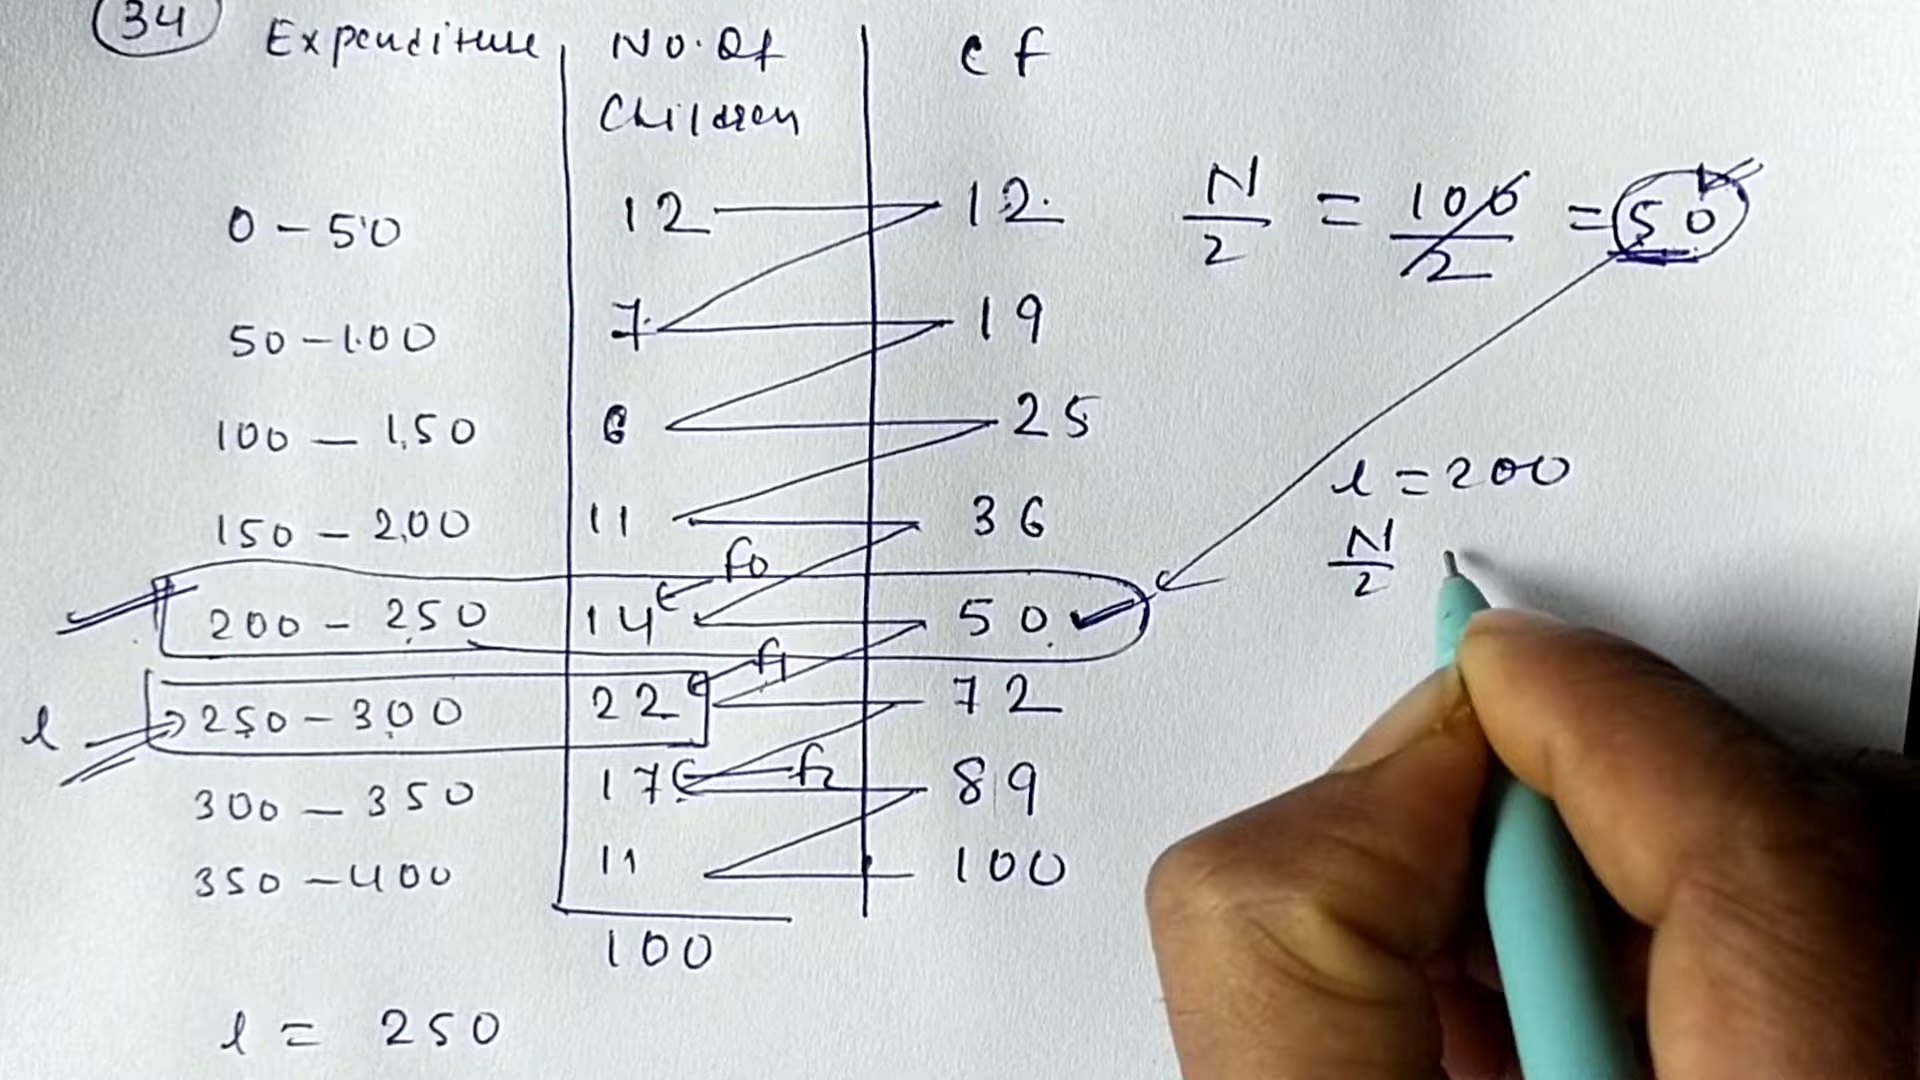 34 Expenditure No. Of Children cf
0 - 50 12 12
50 - 100 7 19
100 - 150 6 25
150 - 200 11 36
f0
200 - 250 14 50
f1
l 250 - 300 22 72
300 - 350 17 f2 89
350 - 400 11 100
100
l = 250
N/2 = 100/2 = 50
l = 200
N/2